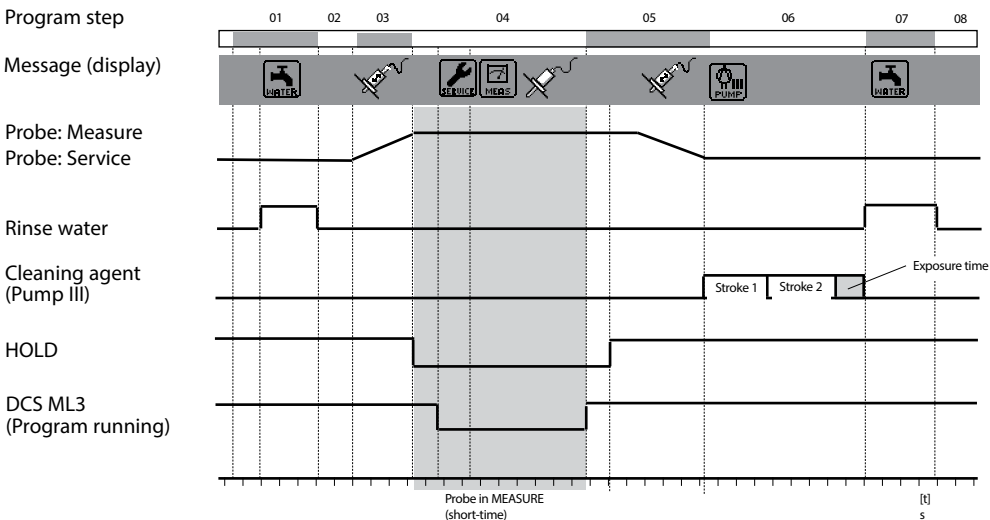 Program step
01 02 03 04 05 06 07 08
Message (display)
WATER SERVICE MEAS PUMP WATER
Probe: Measure
Probe: Service
Rinse water
Cleaning agent
(Pump III)
Stroke 1 Stroke 2 Exposure time
HOLD
DCS ML3
(Program running)
Probe in MEASURE
(short-time)
[t]
s